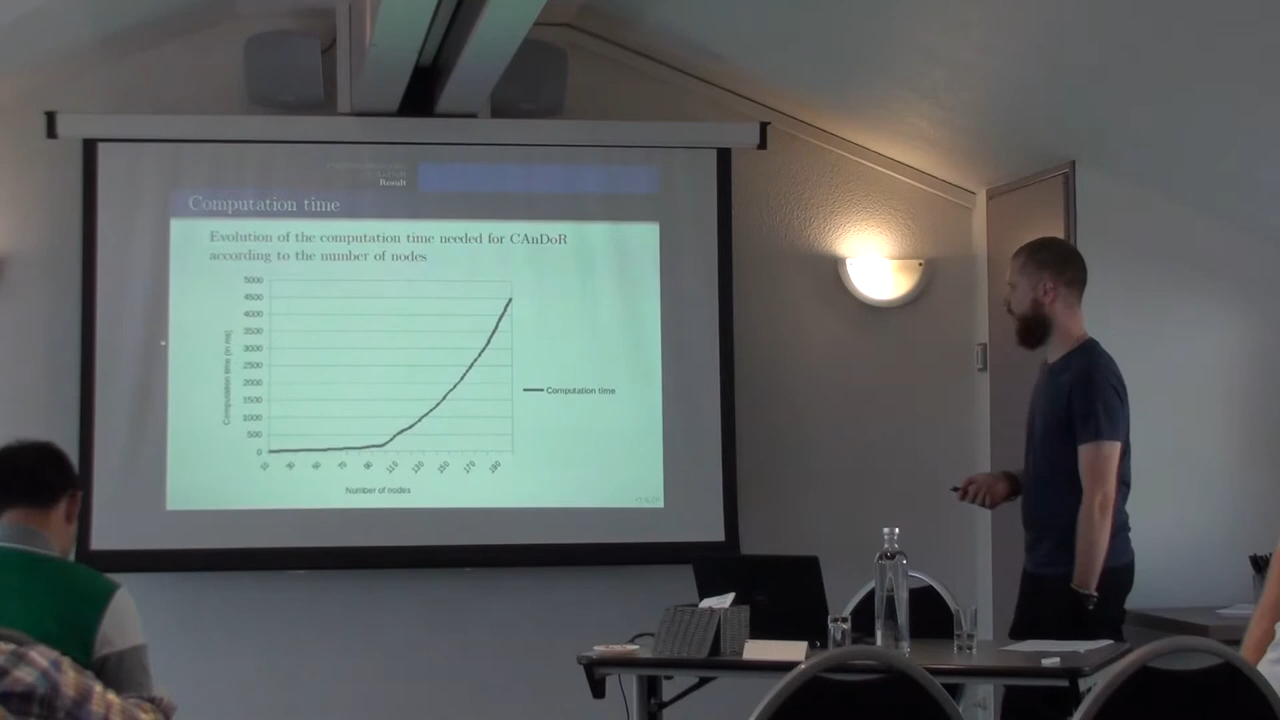 Result
Computation time
Evolution of the computation time needed for CAnDoR
according to the number of nodes
5000
4500
4000
3500
3000
2500
2000
1500
1000
500
0
Computation time (in ms)
10 30 50 70 90 110 130 150 170 190
Number of nodes
Computation time